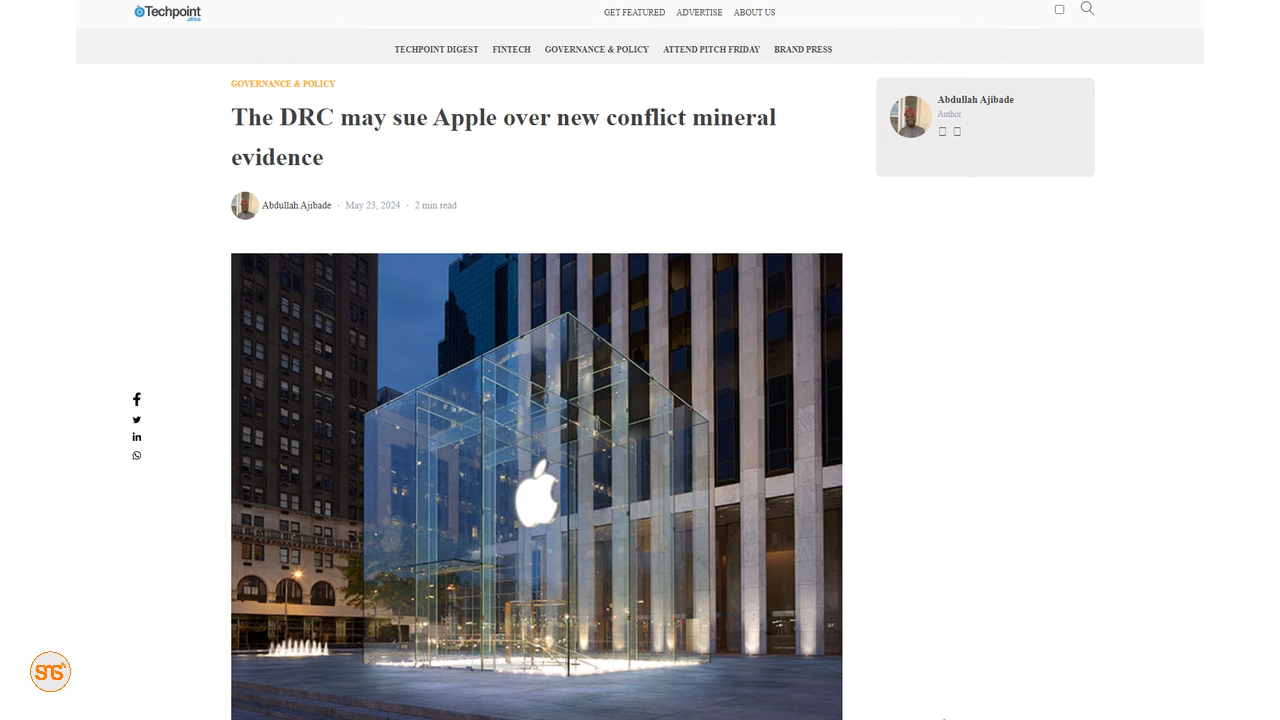 Techpoint
africa
GET FEATURED ADVERTISE ABOUT US
TECHPOINT DIGEST FINTECH GOVERNANCE & POLICY ATTEND PITCH FRIDAY BRAND PRESS
GOVERNANCE & POLICY
The DRC may sue Apple over new conflict mineral
evidence
Abdullah Ajibade · May 23, 2024 · 2 min read
Abdullah Ajibade
Author
SNS